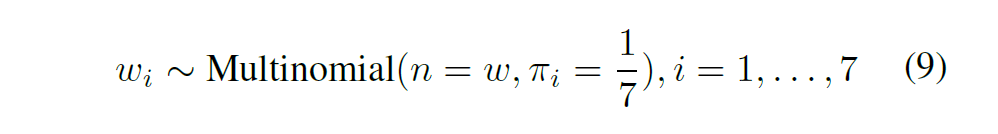 w_i ∼ Multinomial(n = w, π_i = 1/7), i = 1, . . . , 7 (9)